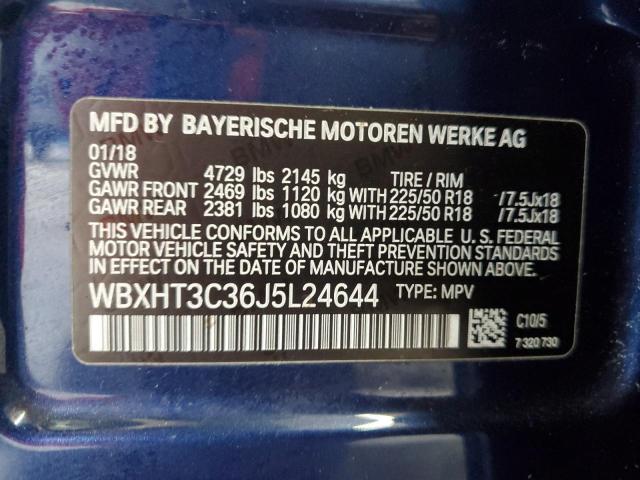 MFD BY BAYERISCHE MOTOREN WERKE AG
01/18
GVWR 4729 lbs 2145 kg TIRE / RIM
GAWR FRONT 2469 lbs 1120 kg WITH 225/50 R18 /7.5Jx18
GAWR REAR 2381 lbs 1080 kg WITH 225/50 R18 /7.5Jx18
THIS VEHICLE CONFORMS TO ALL APPLICABLE U. S. FEDERAL
MOTOR VEHICLE SAFETY AND THEFT PREVENTION STANDARDS
IN EFFECT ON THE DATE OF MANUFACTURE SHOWN ABOVE.
WBXHT3C36J5L24644 TYPE: MPV
C10/5
7 320 730